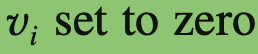 𝑣ᵢ set to zero